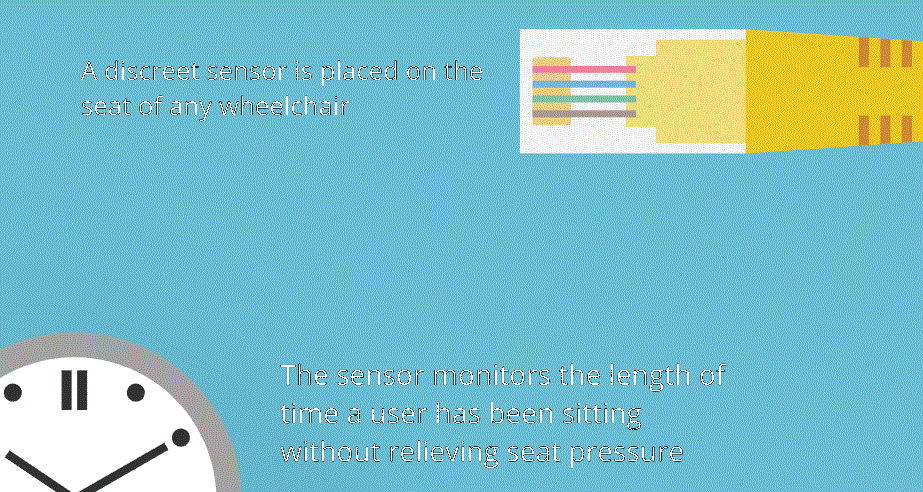 A discreet sensor is placed on the
seat of any wheelchair
The sensor monitors the length of
time a user has been sitting
without relieving seat pressure